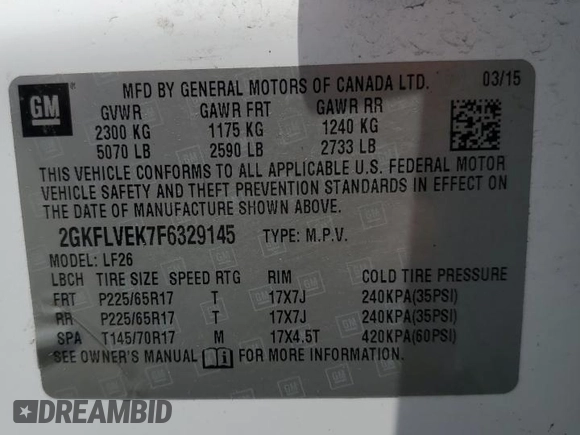 MFD BY GENERAL MOTORS OF CANADA LTD. 03/15
GM
GVWR GAWR FRT GAWR RR
2300 KG 1175 KG 1240 KG
5070 LB 2590 LB 2733 LB
THIS VEHICLE CONFORMS TO ALL APPLICABLE U.S. FEDERAL MOTOR
VEHICLE SAFETY AND THEFT PREVENTION STANDARDS IN EFFECT ON
THE DATE OF MANUFACTURE SHOWN ABOVE.
2GKFLVEK7F6329145 TYPE: M.P.V.
MODEL: LF26
LBCH TIRE SIZE SPEED RTG RIM COLD TIRE PRESSURE
FRT P225/65R17 T 17X7J 240KPA(35PSI)
RR P225/65R17 T 17X7J 240KPA(35PSI)
SPA T145/70R17 M 17X4.5T 420KPA(60PSI)
SEE OWNER'S MANUAL FOR MORE INFORMATION.
DREAMBID